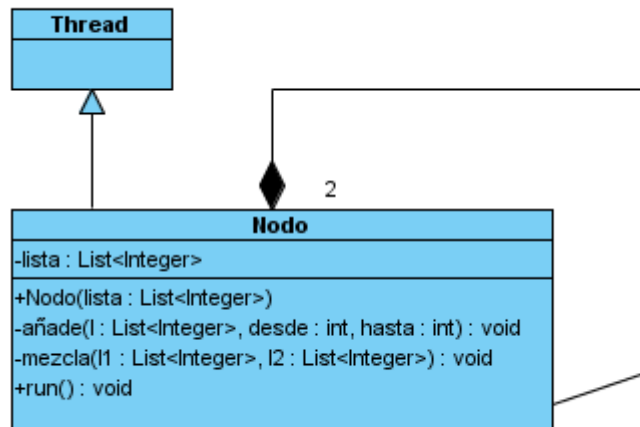 Thread
2
Nodo
-lista : List<Integer>
+Nodo(lista : List<Integer>)
-añade(l : List<Integer>, desde : int, hasta : int) : void
-mezcla(l1 : List<Integer>, l2 : List<Integer>) : void
+run() : void